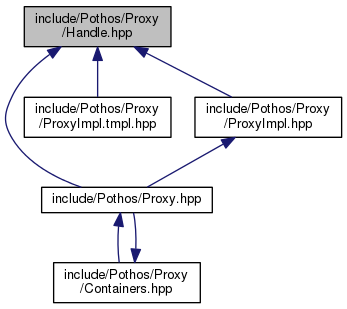 include/Pothos/Proxy
/Handle.hpp
include/Pothos/Proxy
/ProxyImpl.tmpl.hpp
include/Pothos/Proxy
/ProxyImpl.hpp
include/Pothos/Proxy.hpp
include/Pothos/Proxy
/Containers.hpp